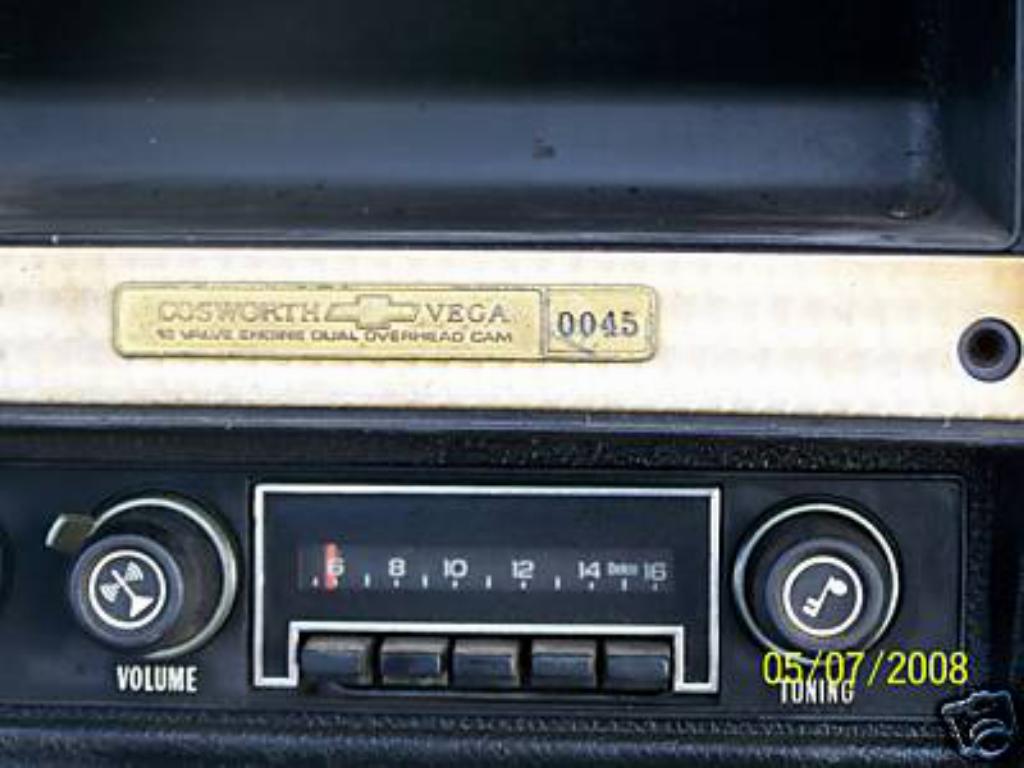 COSWORTH VEGA 0045
16 VALVE ENGINE DUAL OVERHEAD CAM
6 8 10 12 14 Delco 16
VOLUME
05/07/2008
TUNING